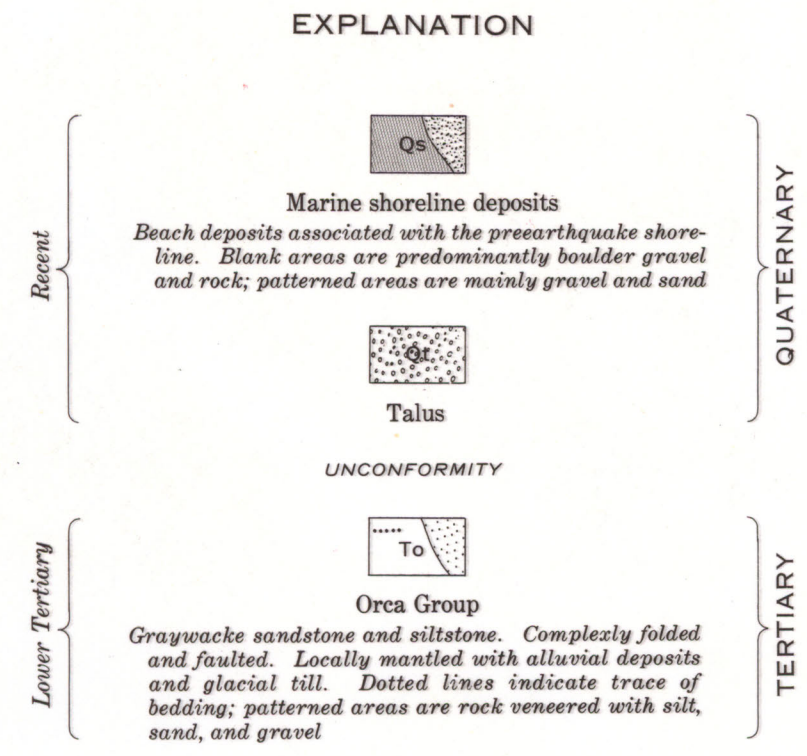 EXPLANATION
Qs
Marine shoreline deposits
Beach deposits associated with the preearthquake shore-
line. Blank areas are predominantly boulder gravel
and rock; patterned areas are mainly gravel and sand
Recent
QUATERNARY
Qt
Talus
UNCONFORMITY
To
Orca Group
Graywacke sandstone and siltstone. Complexly folded
and faulted. Locally mantled with alluvial deposits
and glacial till. Dotted lines indicate trace of
bedding; patterned areas are rock veneered with silt,
sand, and gravel
Lower Tertiary
TERTIARY